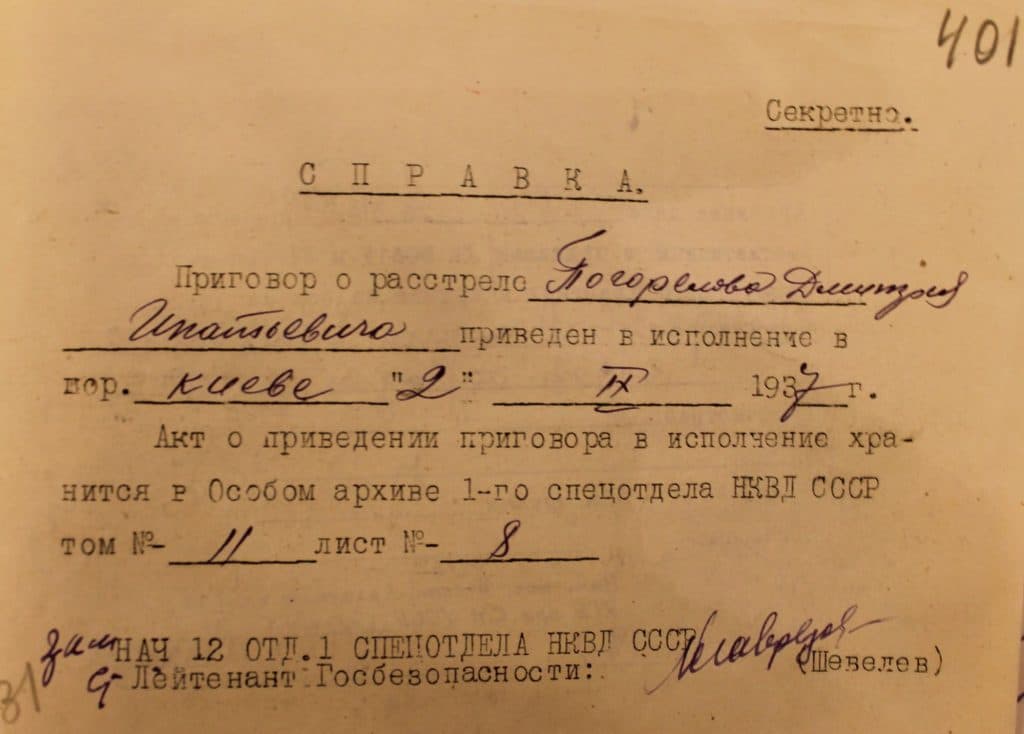 401
Секретно.
СПРАВКА.
Приговор о расстреле Погорелова Дмитрия
Ипатьевича приведен в исполнение в
гор. Киеве "2" IX 1937 г.
Акт о приведении приговора в исполнение хра-
нится в Особом архиве 1-го спецотдела НКВД СССР
том № 11 лист № 8
зам НАЧ 12 ОТД.1 СПЕЦОТДЕЛА НКВД СССР
Лейтенант Госбезопасности: (Шевелев)